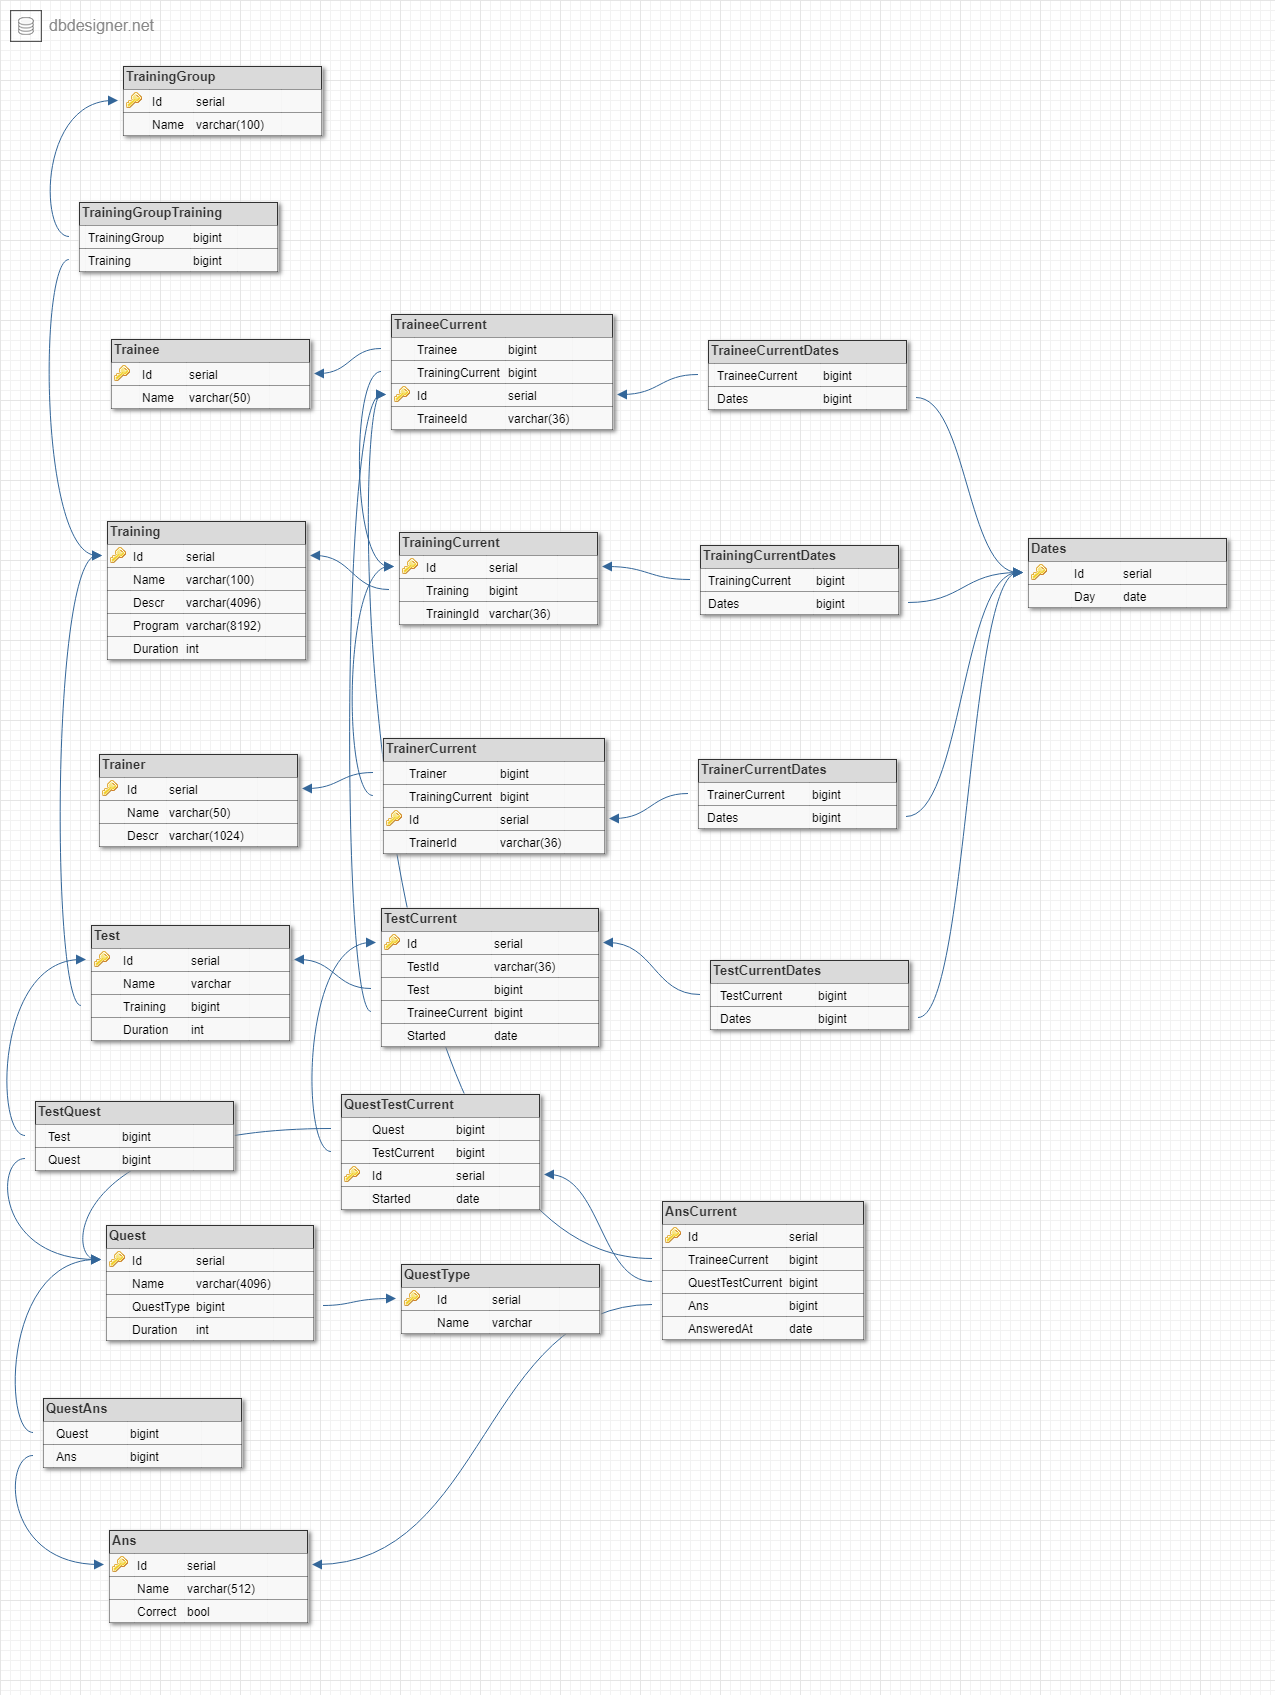 dbdesigner.net
TrainingGroup
Id serial
Name varchar(100)
TrainingGroupTraining
TrainingGroup bigint
Training bigint
Trainee
Id serial
Name varchar(50)
TraineeCurrent
Trainee bigint
TrainingCurrent bigint
Id serial
TraineeId varchar(36)
TraineeCurrentDates
TraineeCurrent bigint
Dates bigint
Training
Id serial
Name varchar(100)
Descr varchar(4096)
Program varchar(8192)
Duration int
TrainingCurrent
Id serial
Training bigint
TrainingId varchar(36)
TrainingCurrentDates
TrainingCurrent bigint
Dates bigint
Dates
Id serial
Day date
Trainer
Id serial
Name varchar(50)
Descr varchar(1024)
TrainerCurrent
Trainer bigint
TrainingCurrent bigint
Id serial
TrainerId varchar(36)
TrainerCurrentDates
TrainerCurrent bigint
Dates bigint
Test
Id serial
Name varchar
Training bigint
Duration int
TestCurrent
Id serial
TestId varchar(36)
Test bigint
TraineeCurrent bigint
Started date
TestCurrentDates
TestCurrent bigint
Dates bigint
TestQuest
Test bigint
Quest bigint
QuestTestCurrent
Quest bigint
TestCurrent bigint
Id serial
Started date
AnsCurrent
Id serial
TraineeCurrent bigint
QuestTestCurrent bigint
Ans bigint
AnsweredAt date
Quest
Id serial
Name varchar(4096)
QuestType bigint
Duration int
QuestType
Id serial
Name varchar
QuestAns
Quest bigint
Ans bigint
Ans
Id serial
Name varchar(512)
Correct bool